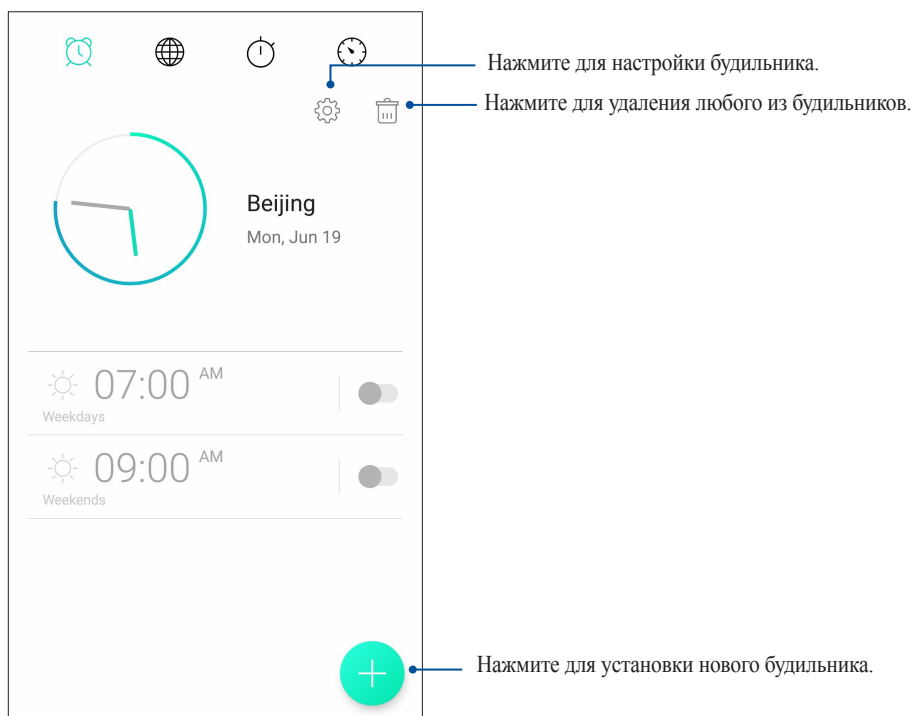 Нажмите для настройки будильника.
Нажмите для удаления любого из будильников.
Beijing
Mon, Jun 19
07:00 AM
Weekdays
09:00 AM
Weekends
Нажмите для установки нового будильника.